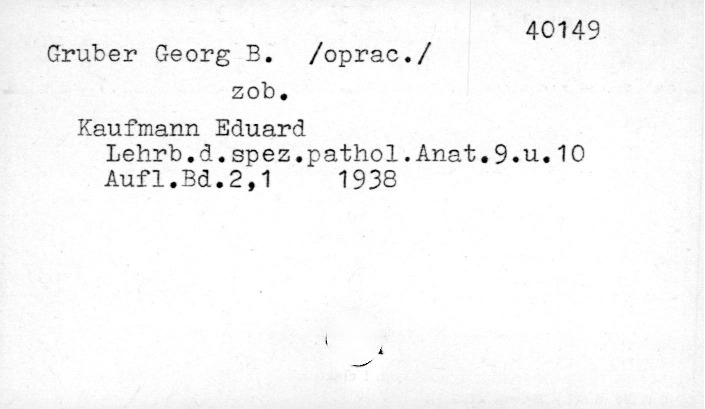 40149
Gruber Georg B. /oprac./
zob.
Kaufmann Eduard
Lehrb.d.spez.pathol.Anat.9.u.10
Aufl.Bd.2,1 1938